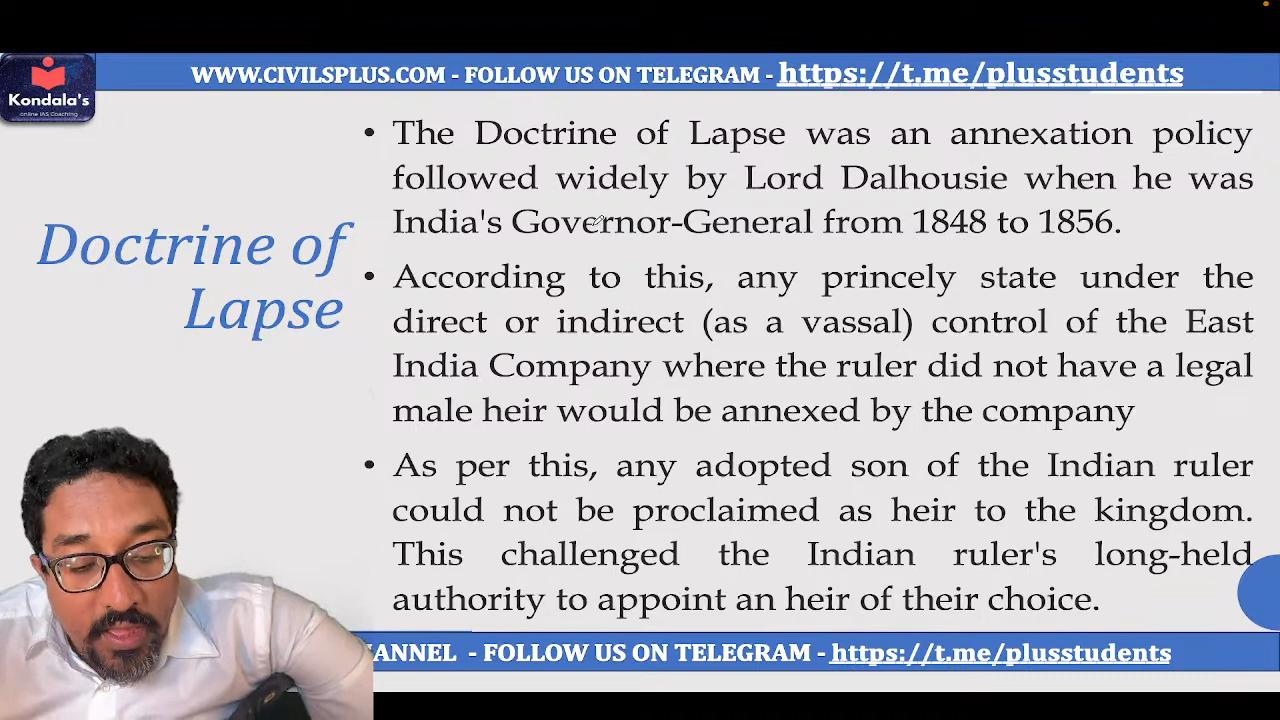 WWW.CIVILSPLUS.COM - FOLLOW US ON TELEGRAM - https://t.me/plusstudents
Kondala's
online IAS Coaching
Doctrine of
Lapse
• The Doctrine of Lapse was an annexation policy
followed widely by Lord Dalhousie when he was
India's Governor-General from 1848 to 1856.
• According to this, any princely state under the
direct or indirect (as a vassal) control of the East
India Company where the ruler did not have a legal
male heir would be annexed by the company
• As per this, any adopted son of the Indian ruler
could not be proclaimed as heir to the kingdom.
This challenged the Indian ruler's long-held
authority to appoint an heir of their choice.
HANNEL - FOLLOW US ON TELEGRAM - https://t.me/plusstudents